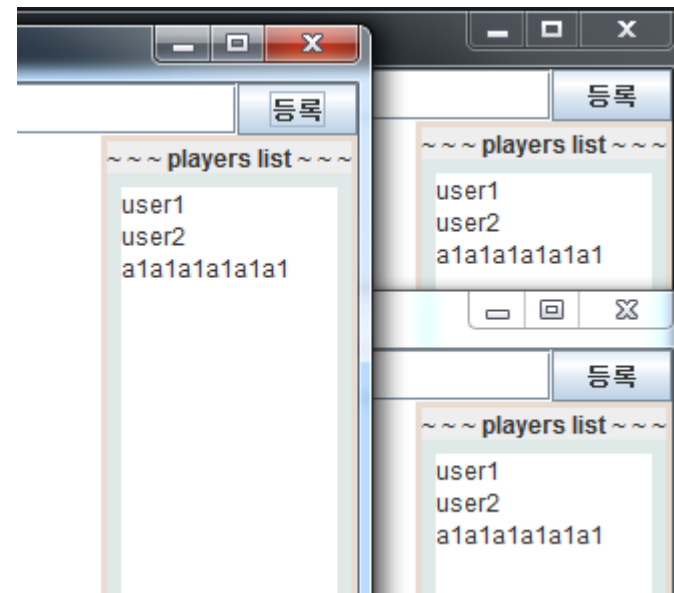 등록
~ ~ ~ players list ~ ~ ~
user1
user2
a1a1a1a1a1a1
등록
~ ~ ~ players list ~ ~ ~
user1
user2
a1a1a1a1a1a1
등록
~ ~ ~ players list ~ ~ ~
user1
user2
a1a1a1a1a1a1